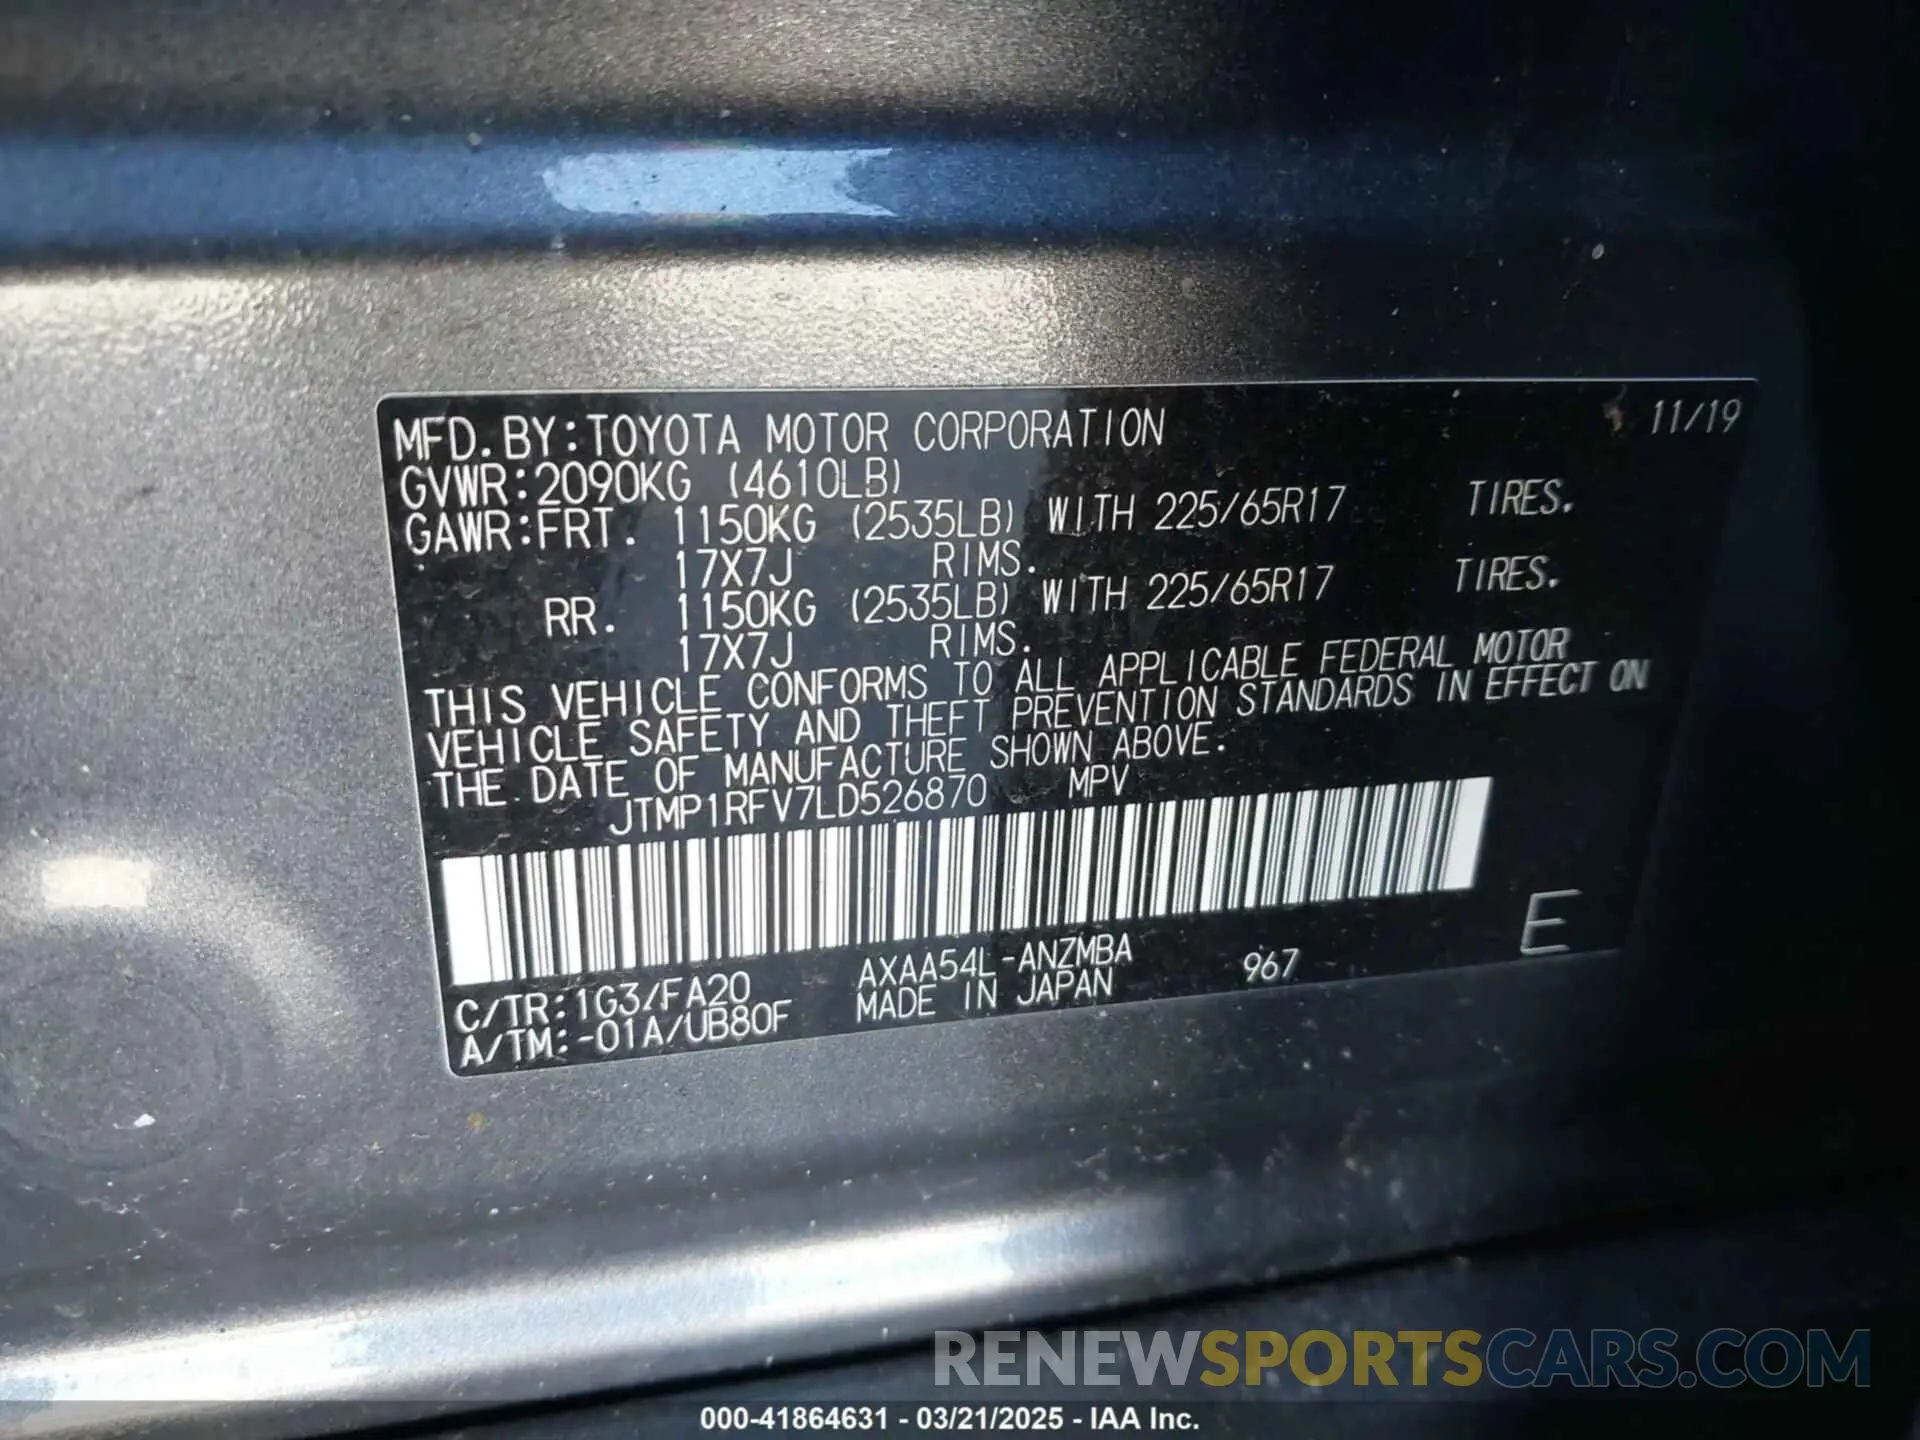 MFD. BY:TOYOTA MOTOR CORPORATION 11/19
GVWR:2090KG (4610LB)
GAWR:FRT. 1150KG (2535LB) WITH 225/65R17 TIRES.
17X7J RIMS.
RR. 1150KG (2535LB) WITH 225/65R17 TIRES.
17X7J RIMS.
THIS VEHICLE CONFORMS TO ALL APPLICABLE FEDERAL MOTOR
VEHICLE SAFETY AND THEFT PREVENTION STANDARDS IN EFFECT ON
THE DATE OF MANUFACTURE SHOWN ABOVE.
JTMP1RFV7LD526870 MPV
E
C/TR:1G3/FA20 AXAA54L-ANZMBA 967
A/TM:-01A/UB80F MADE IN JAPAN
RENEWSPORTSCARS.COM
000-41864631 - 03/21/2025 - IAA Inc.